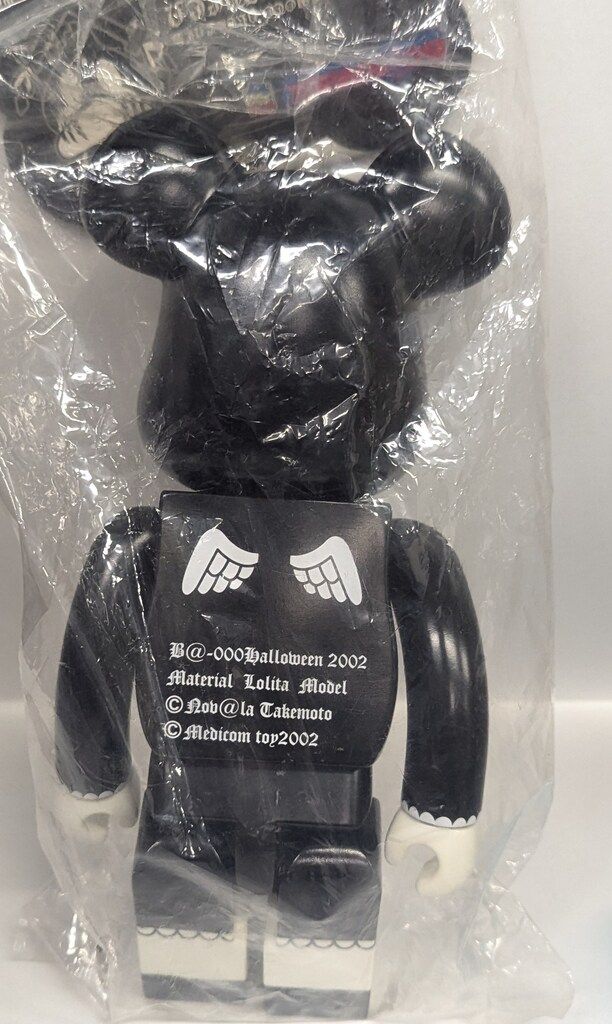 B@-000Halloween 2002
Material Lolita Model
©Nov@la Takemoto
©Medicom toy2002